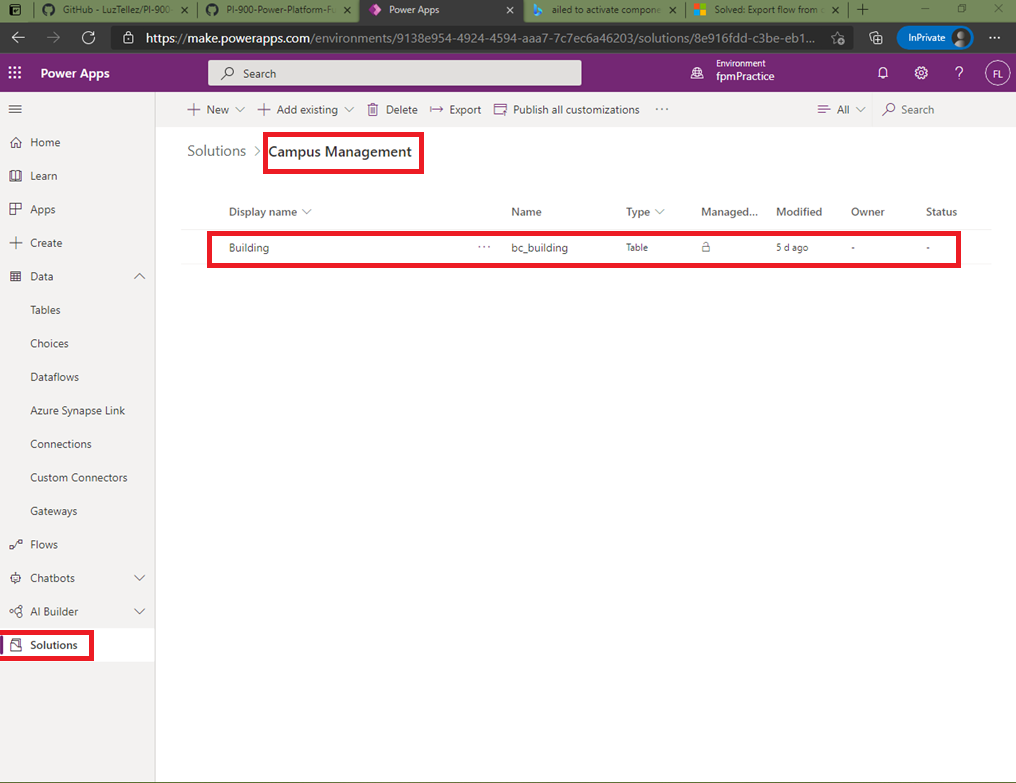 GitHub - LuzTellez/PI-900-
PI-900-Power-Platform-Fu
Power Apps
ailed to activate compone
Solved: Export flow from
https://make.powerapps.com/environments/9138e954-4924-4594-aaa7-7c7ec6a46203/solutions/8e916fdd-c3be-eb1...
InPrivate
Power Apps
Search
Environment
fpmPractice
?
FL
New
Add existing
Delete
Export
Publish all customizations
...
All
Search
Home
Learn
Apps
Create
Data
Tables
Choices
Dataflows
Azure Synapse Link
Connections
Custom Connectors
Gateways
Flows
Chatbots
AI Builder
Solutions
Solutions > Campus Management
Display name
Name
Type
Managed...
Modified
Owner
Status
Building
...
bc_building
Table
5 d ago
-
-